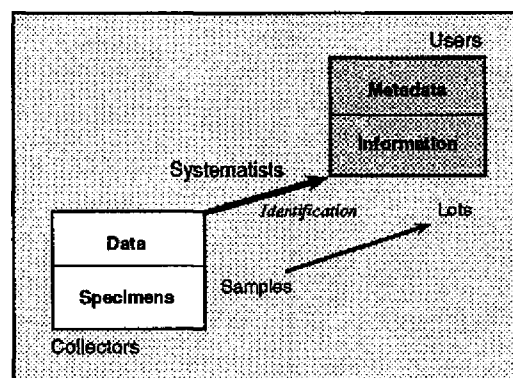 Users
Metadata
Information
Systematists
Identification
Lots
Data
Samples
Specimens
Collectors